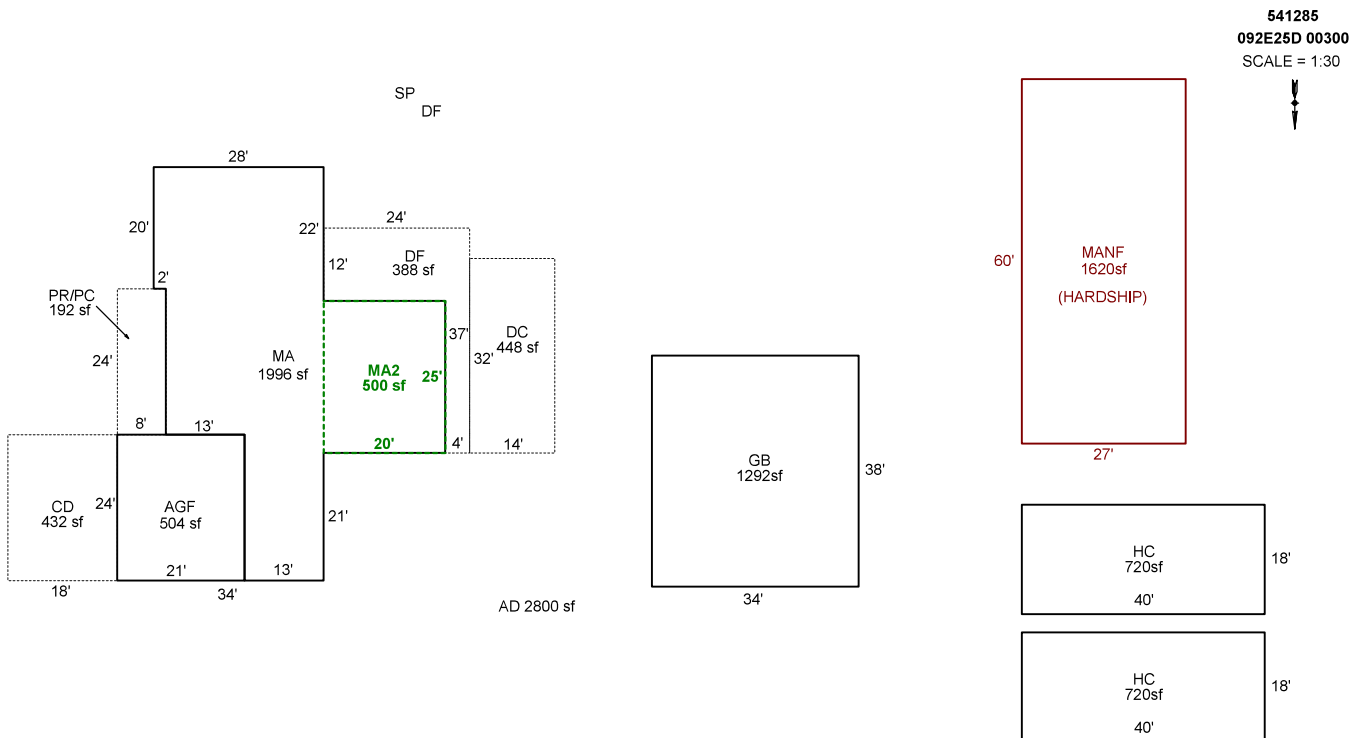 541285
092E25D 00300
SCALE = 1:30
N
SP
DF
28'
20'
22'
24'
12'
DF
388 sf
2'
PR/PC
192 sf
24'
MA
1996 sf
MA2
500 sf
25'
37'
32'
DC
448 sf
8'
13'
20'
4'
14'
CD
432 sf
24'
AGF
504 sf
21'
18'
21'
34'
13'
AD 2800 sf
GB
1292sf
38'
34'
60'
MANF
1620sf
(HARDSHIP)
27'
HC
720sf
40'
18'
HC
720sf
40'
18'